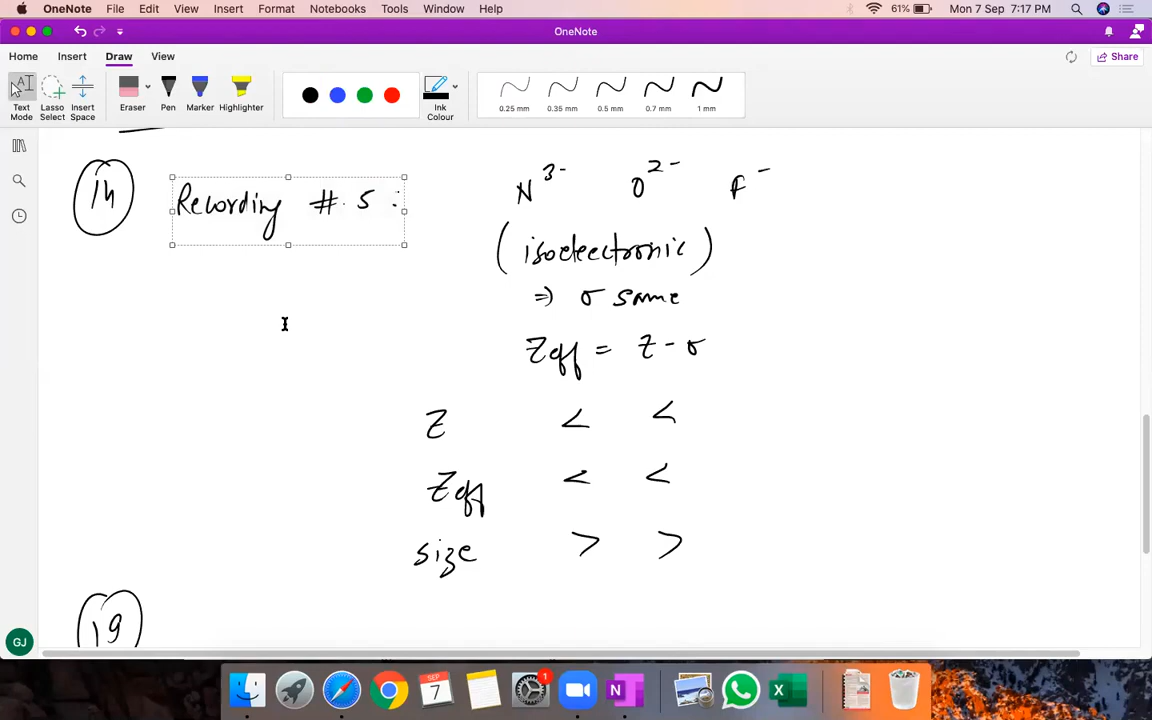 OneNote File Edit View Insert Format Notebooks Tools Window Help 61% Mon 7 Sep 7:17 PM
OneNote
Home Insert Draw View Share
Text Mode Lasso Select Insert Space Eraser Pen Marker Highlighter Ink Colour 0.25 mm 0.35 mm 0.5 mm 0.7 mm 1 mm
14 Recording # 5 : N³⁻ O²⁻ F⁻
(isoelectronic)
⇒ σ same
Zeff = Z - σ
Z < <
Zeff < <
size > >
19
GJ
SEP 7 1 N X